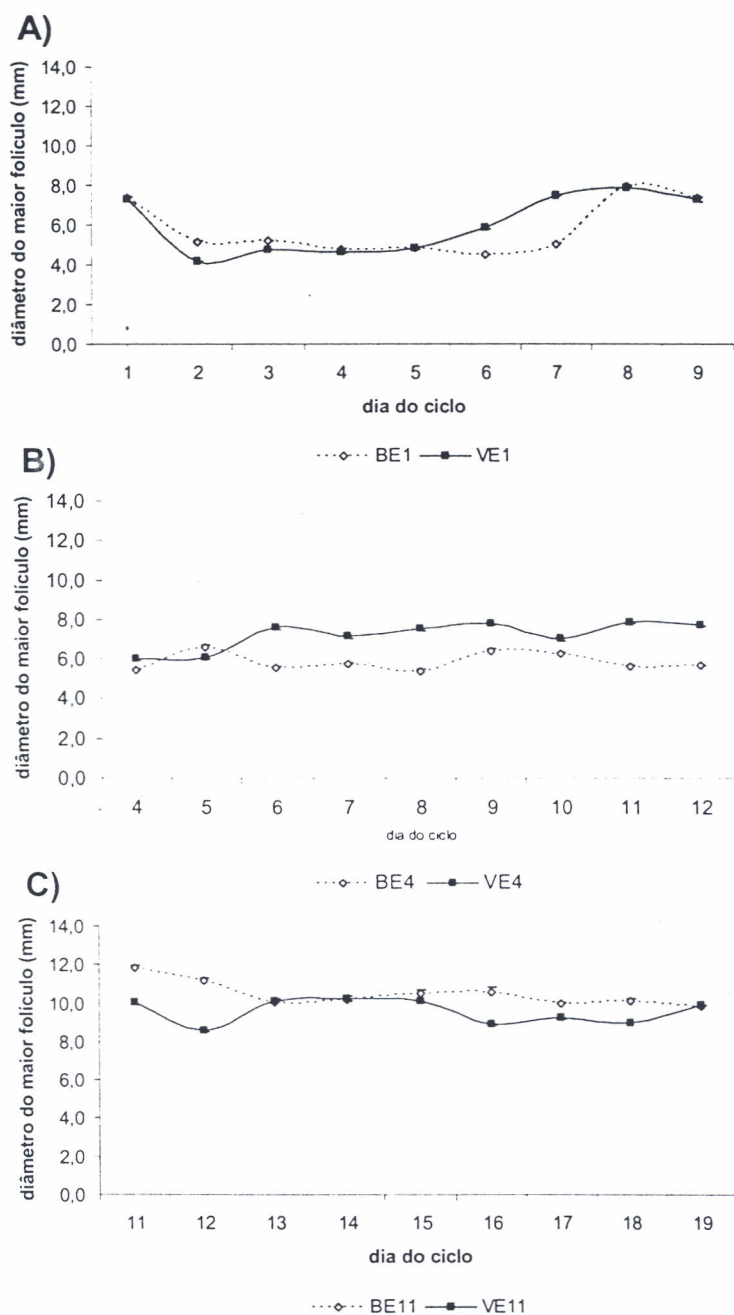 A)
diâmetro do maior folículo (mm)
14,0
12,0
10,0
8,0
6,0
4,0
2,0
0,0
1 2 3 4 5 6 7 8 9
dia do ciclo
BE1 VE1
B)
diâmetro do maior folículo (mm)
14,0
12,0
10,0
8,0
6,0
4,0
2,0
0,0
4 5 6 7 8 9 10 11 12
dia do ciclo
BE4 VE4
C)
diâmetro do maior folículo (mm)
14,0
12,0
10,0
8,0
6,0
4,0
2,0
0,0
11 12 13 14 15 16 17 18 19
dia do ciclo
BE11 VE11